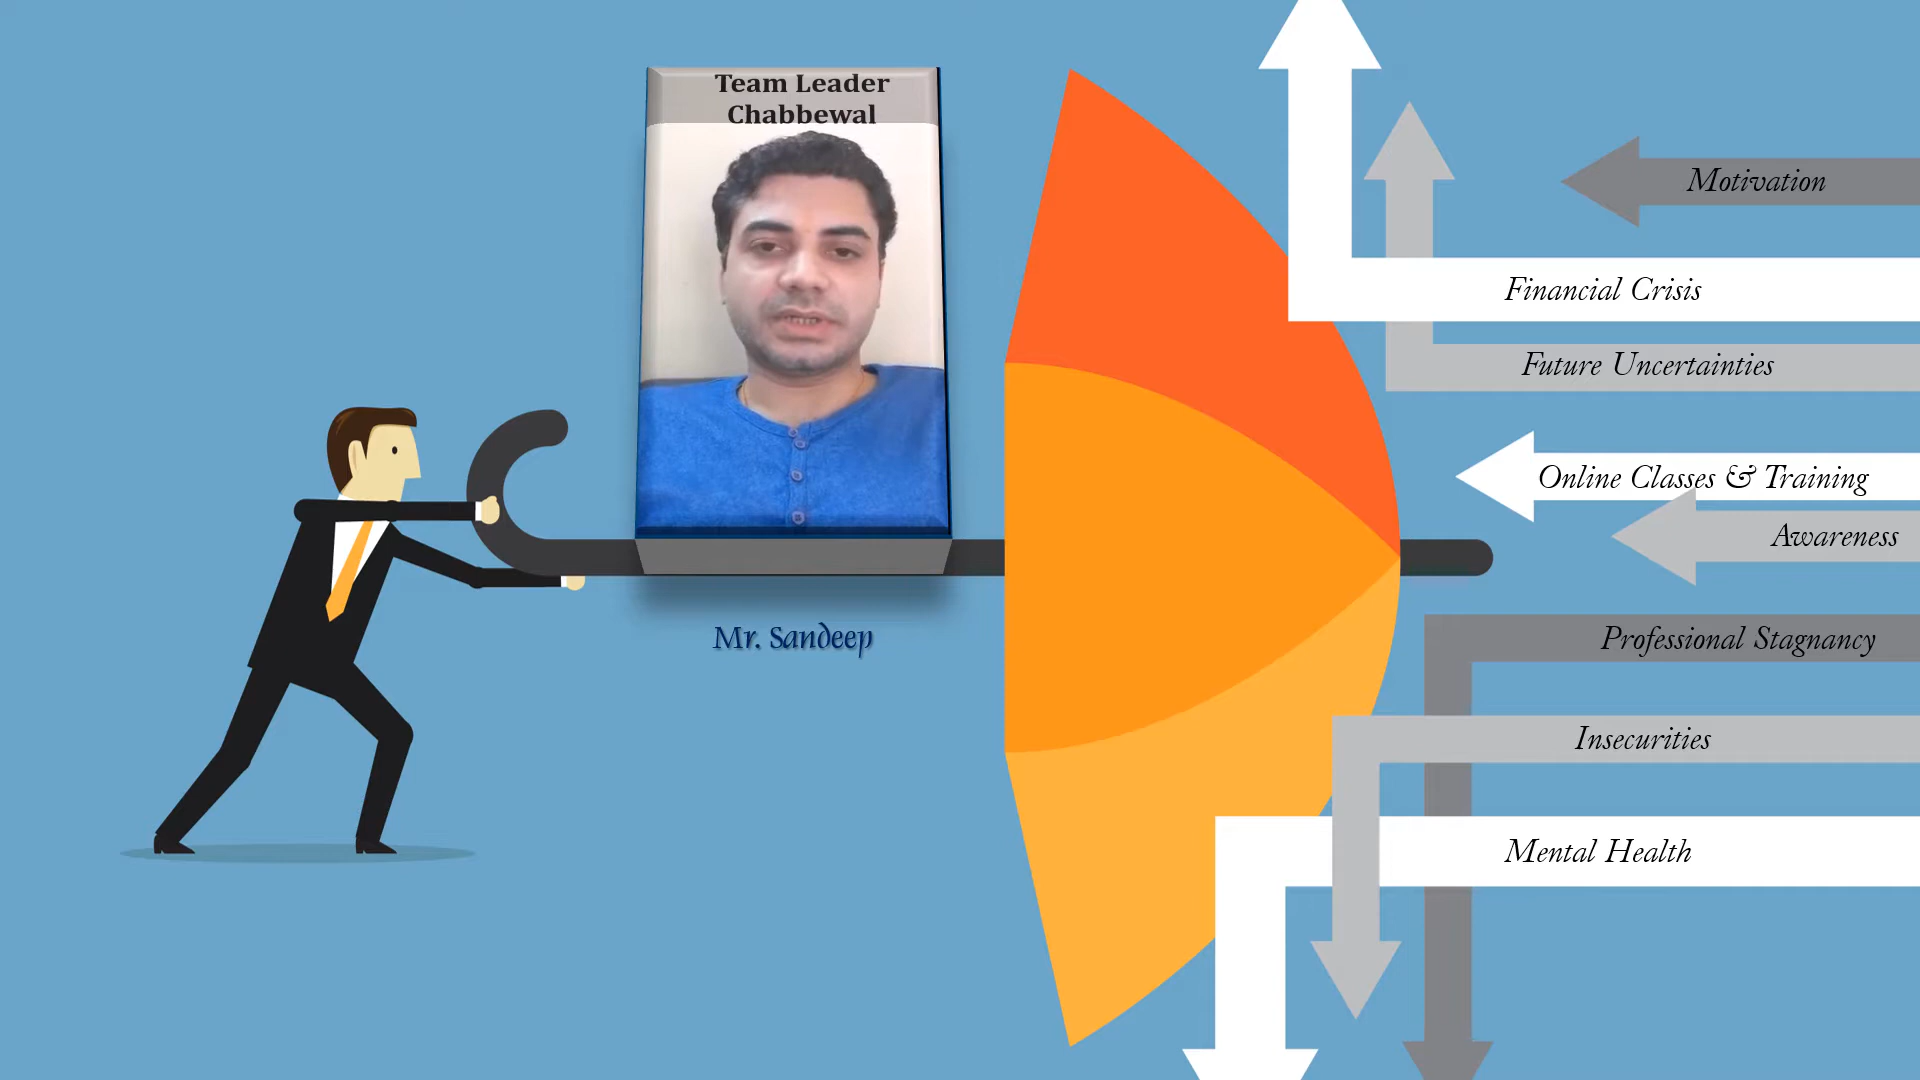 Team Leader
Chabbewal
Mr. Sandeep
Motivation
Financial Crisis
Future Uncertainties
Online Classes & Training
Awareness
Professional Stagnancy
Insecurities
Mental Health